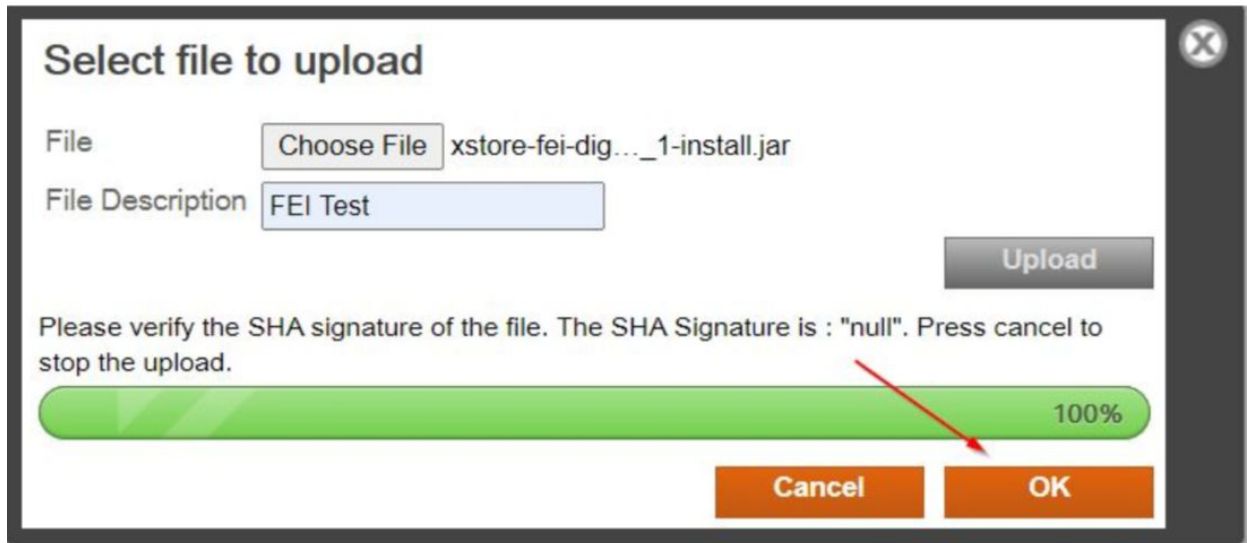 Select file to upload
File Choose File xstore-fei-dig…_1-install.jar
File Description FEI Test
Upload
Please verify the SHA signature of the file. The SHA Signature is : "null". Press cancel to
stop the upload.
100%
Cancel OK